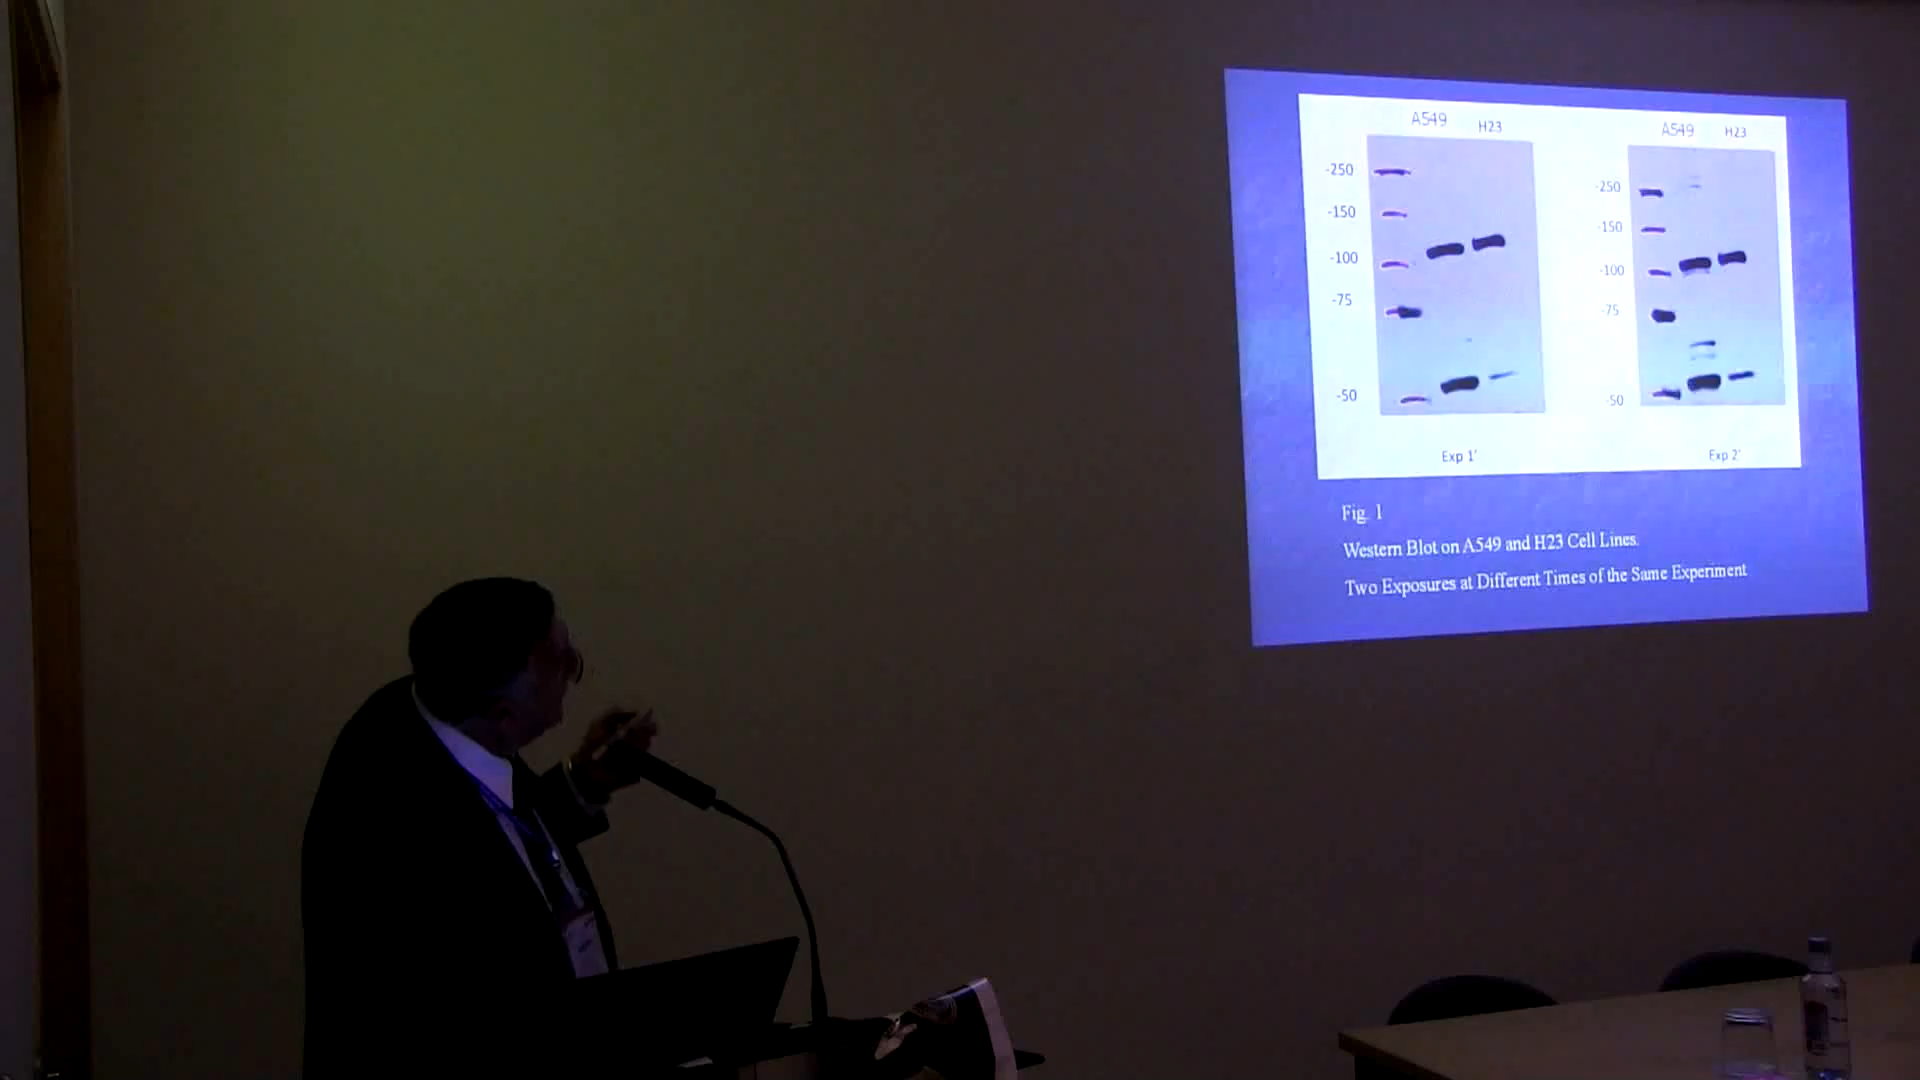 A549 H23
-250
-150
-100
-75
-50
Exp 1'
A549 H23
-250
-150
-100
-75
-50
Exp 2'
Fig. 1
Western Blot on A549 and H23 Cell Lines.
Two Exposures at Different Times of the Same Experiment